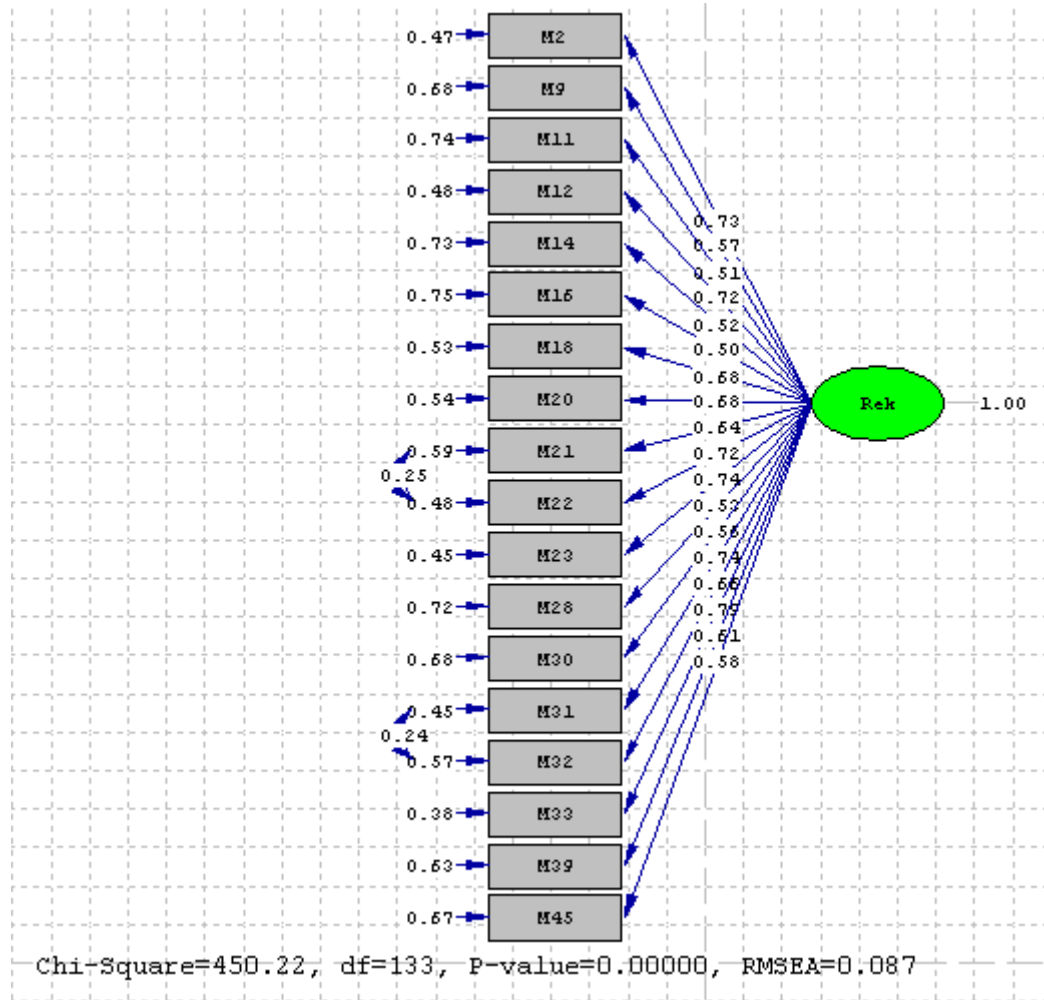 0.47 M2
0.68 M9
0.74 M11
0.48 M12
0.73 M14
0.75 M16
0.53 M18
0.54 M20
0.59 M21
0.25
0.48 M22
0.45 M23
0.72 M28
0.68 M30
0.45 M31
0.24
0.57 M32
0.38 M33
0.63 M39
0.67 M45
0.73
0.57
0.51
0.72
0.52
0.50
0.68
0.68
0.64
0.72
0.74
0.53
0.56
0.74
0.66
0.79
0.61
0.58
Rek 1.00
Chi-Square=450.22, df=133, P-value=0.00000, RMSEA=0.087